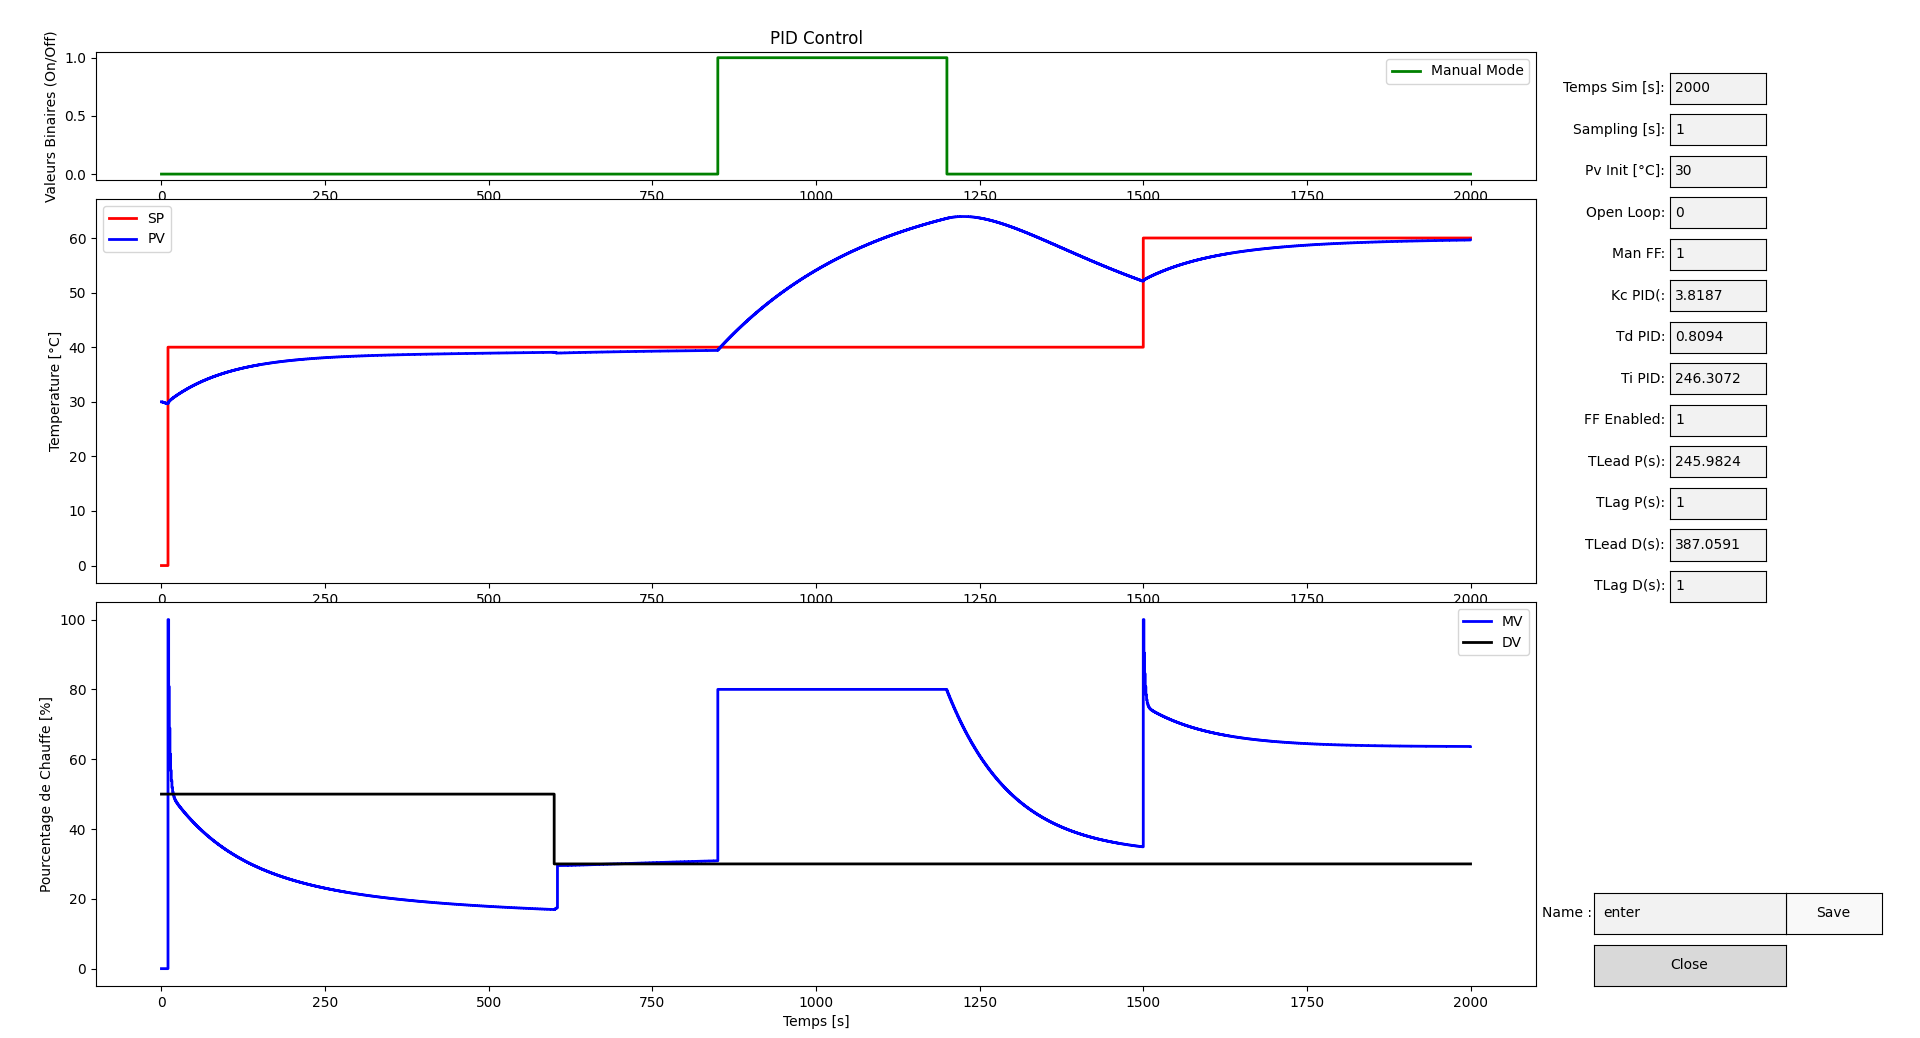 PID Control
Valeurs Binaires (On/Off)
1.0
0.5
0.0
Manual Mode
0 250 500 750 1000 1250 1500 1750 2000
Temperature [°C]
60
50
40
30
20
10
0
SP
PV
0 250 500 750 1000 1250 1500 1750 2000
Pourcentage de Chauffe [%]
100
80
60
40
20
0
MV
DV
0 250 500 750 1000 1250 1500 1750 2000
Temps [s]
Temps Sim [s]: 2000
Sampling [s]: 1
Pv Init [°C]: 30
Open Loop: 0
Man FF: 1
Kc PID(: 3.8187
Td PID: 0.8094
Ti PID: 246.3072
FF Enabled: 1
TLead P(s): 245.9824
TLag P(s): 1
TLead D(s): 387.0591
TLag D(s): 1
Name : enter Save
Close